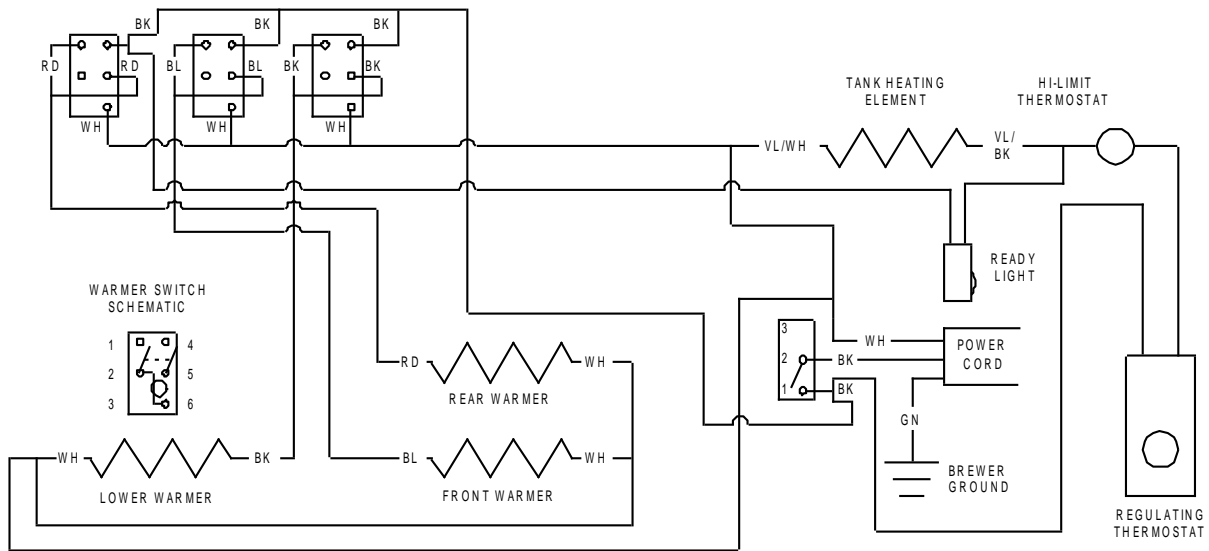 BK
BK
BK
RD
RD
BL
BL
BK
BK
WH
WH
WH
TANK HEATING
ELEMENT
HI-LIMIT
THERMOSTAT
VL/WH
VL/
BK
READY
LIGHT
WARMER SWITCH
SCHEMATIC
1
4
2
5
3
6
RD
WH
REAR WARMER
3
2
1
WH
BK
BK
POWER
CORD
GN
WH
BK
LOWER WARMER
BL
WH
FRONT WARMER
BREWER
GROUND
REGULATING
THERMOSTAT